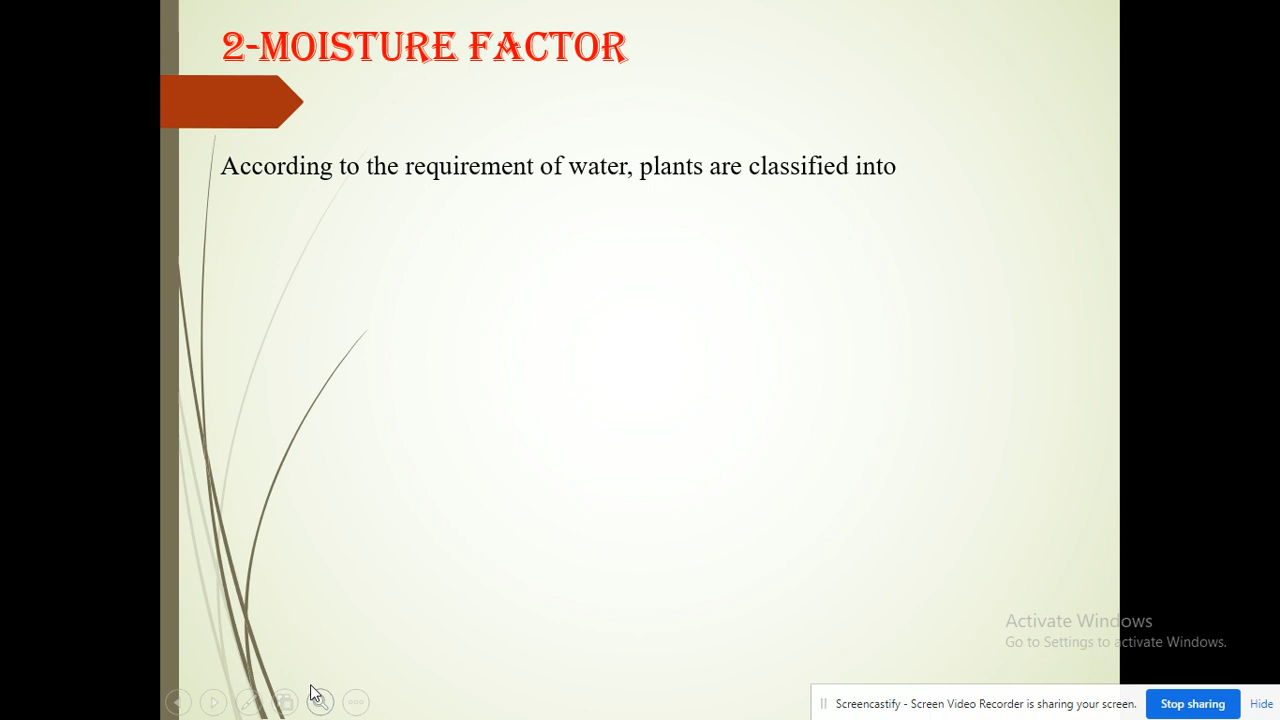 2-MOISTURE FACTOR
According to the requirement of water, plants are classified into
Activate Windows
Go to Settings to activate Windows.
Screencastify - Screen Video Recorder is sharing your screen.
Stop sharing
Hide